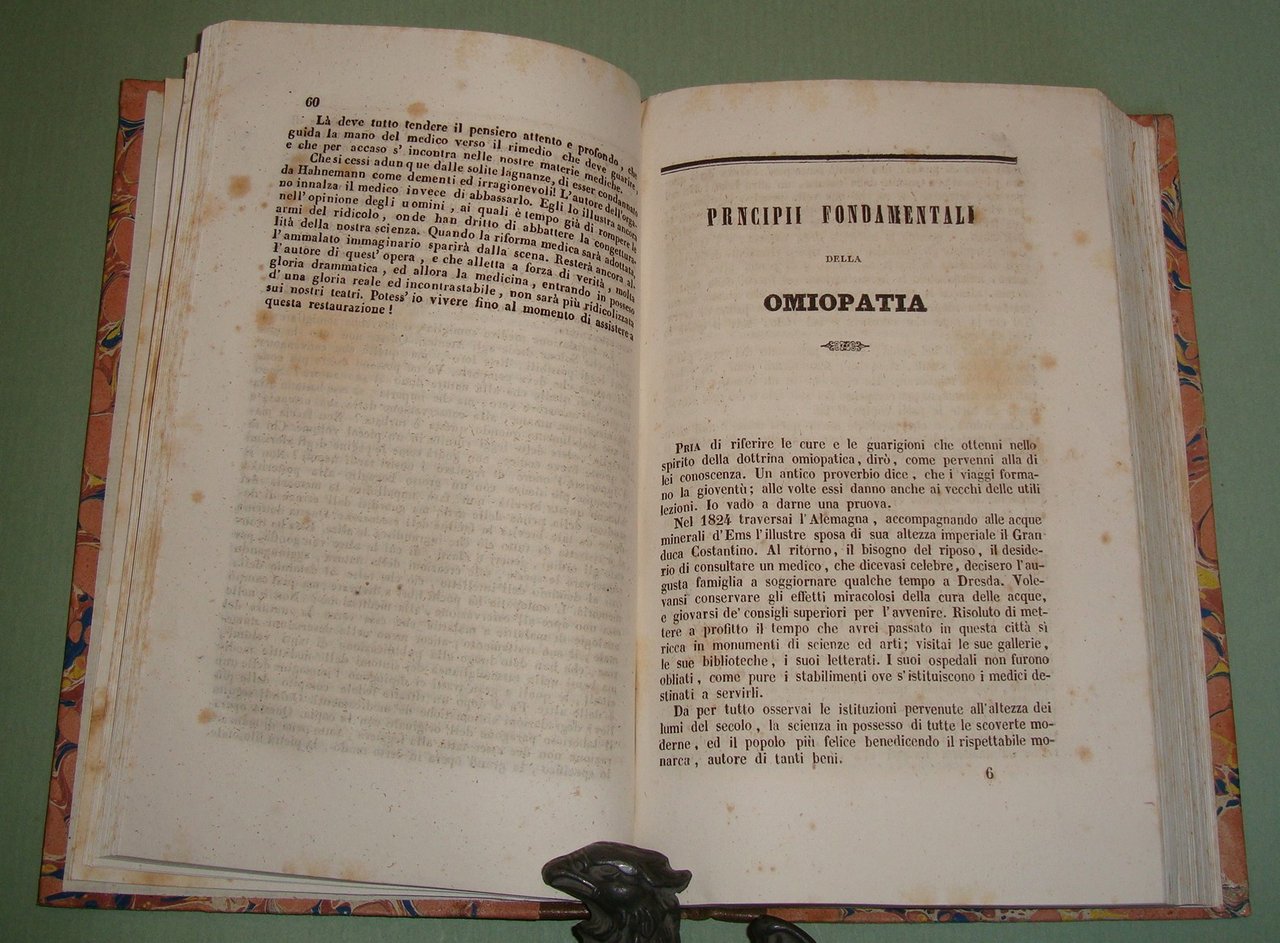 60
Là deve tutto tendere il pensiero attento e profondo, che
guida la mano del medico verso il rimedio che deve guarire,
e che per accaso s' incontra nelle nostre materie mediche.
Che si cessi adunque dalle solite lagnanze, di esser condannato
da Hahnemann come dementi ed irragionevoli! L'autore dell'orga-
no innalza il medico invece di abbassarlo. Egli lo illustra ancora
nell'opinione degli uomini, ai quali è tempo già di rompere le
armi del ridicolo, onde han dritto di abbattere la congettura-
lità della nostra scienza. Quando la riforma medica sarà adottata,
l'ammalato immaginario sparirà dalla scena. Resterà ancora al-
l'autore di quest'opera, e che alletta a forza di verità, molta
gloria drammatica, ed allora la medicina, entrando in possesso
d'una gloria reale ed incontrastabile, non sarà più ridicolizzata
sui nostri teatri. Potess' io vivere fino al momento di assistere a
questa restaurazione!
PRNCIPII FONDAMENTALI
DELLA
OMIOPATIA
PRIA di riferire le cure e le guarigioni che ottenni nello
spirito della dottrina omiopatica, dirò, come pervenni alla di
lei conoscenza. Un antico proverbio dice, che i viaggi forma-
no la gioventù; alle volte essi danno anche ai vecchi delle utili
lezioni. Io vado a darne una pruova.
Nel 1824 traversai l'Alemagna, accompagnando alle acque
minerali d'Ems l'illustre sposa di sua altezza imperiale il Gran
duca Costantino. Al ritorno, il bisogno del riposo, il deside-
rio di consultare un medico, che dicevasi celebre, decisero l'au-
gusta famiglia a soggiornare qualche tempo a Dresda. Vole-
vansi conservare gli effetti miracolosi della cura delle acque,
e giovarsi de' consigli superiori per l'avvenire. Risoluto di met-
tere a profitto il tempo che avrei passato in questa città sì
ricca in monumenti di scienze ed arti; visitai le sue gallerie,
le sue biblioteche, i suoi letterati. I suoi ospedali non furono
obliati, come pure i stabilimenti ove s'istituiscono i medici de-
stinati a servirli.
Da per tutto osservai le istituzioni pervenute all'altezza dei
lumi del secolo, la scienza in possesso di tutte le scoverte mo-
derne, ed il popolo più felice benedicendo il rispettabile mo-
narca, autore di tanti beni.
6